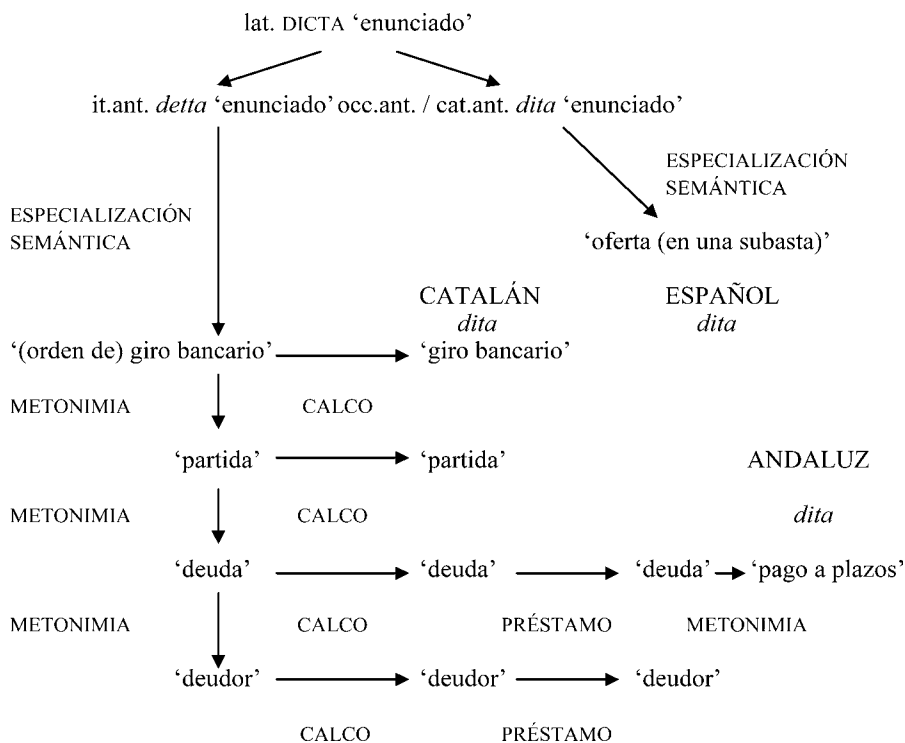 lat. DICTA ‘enunciado’
it.ant. detta ‘enunciado’ occ.ant. / cat.ant. dita ‘enunciado’
ESPECIALIZACIÓN
SEMÁNTICA
ESPECIALIZACIÓN
SEMÁNTICA
‘oferta (en una subasta)’
CATALÁN ESPAÑOL
dita dita
‘(orden de) giro bancario’ ‘giro bancario’
METONIMIA CALCO
‘partida’ ‘partida’ ANDALUZ
METONIMIA CALCO dita
‘deuda’ ‘deuda’ ‘deuda’ ‘pago a plazos’
METONIMIA CALCO PRÉSTAMO METONIMIA
‘deudor’ ‘deudor’ ‘deudor’
CALCO PRÉSTAMO